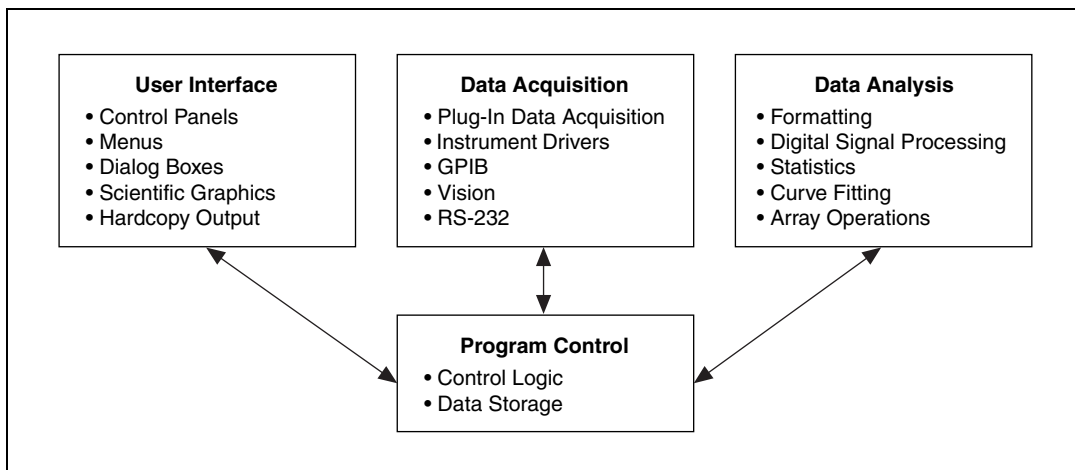 User Interface
• Control Panels
• Menus
• Dialog Boxes
• Scientific Graphics
• Hardcopy Output
Data Acquisition
• Plug-In Data Acquisition
• Instrument Drivers
• GPIB
• Vision
• RS-232
Data Analysis
• Formatting
• Digital Signal Processing
• Statistics
• Curve Fitting
• Array Operations
Program Control
• Control Logic
• Data Storage